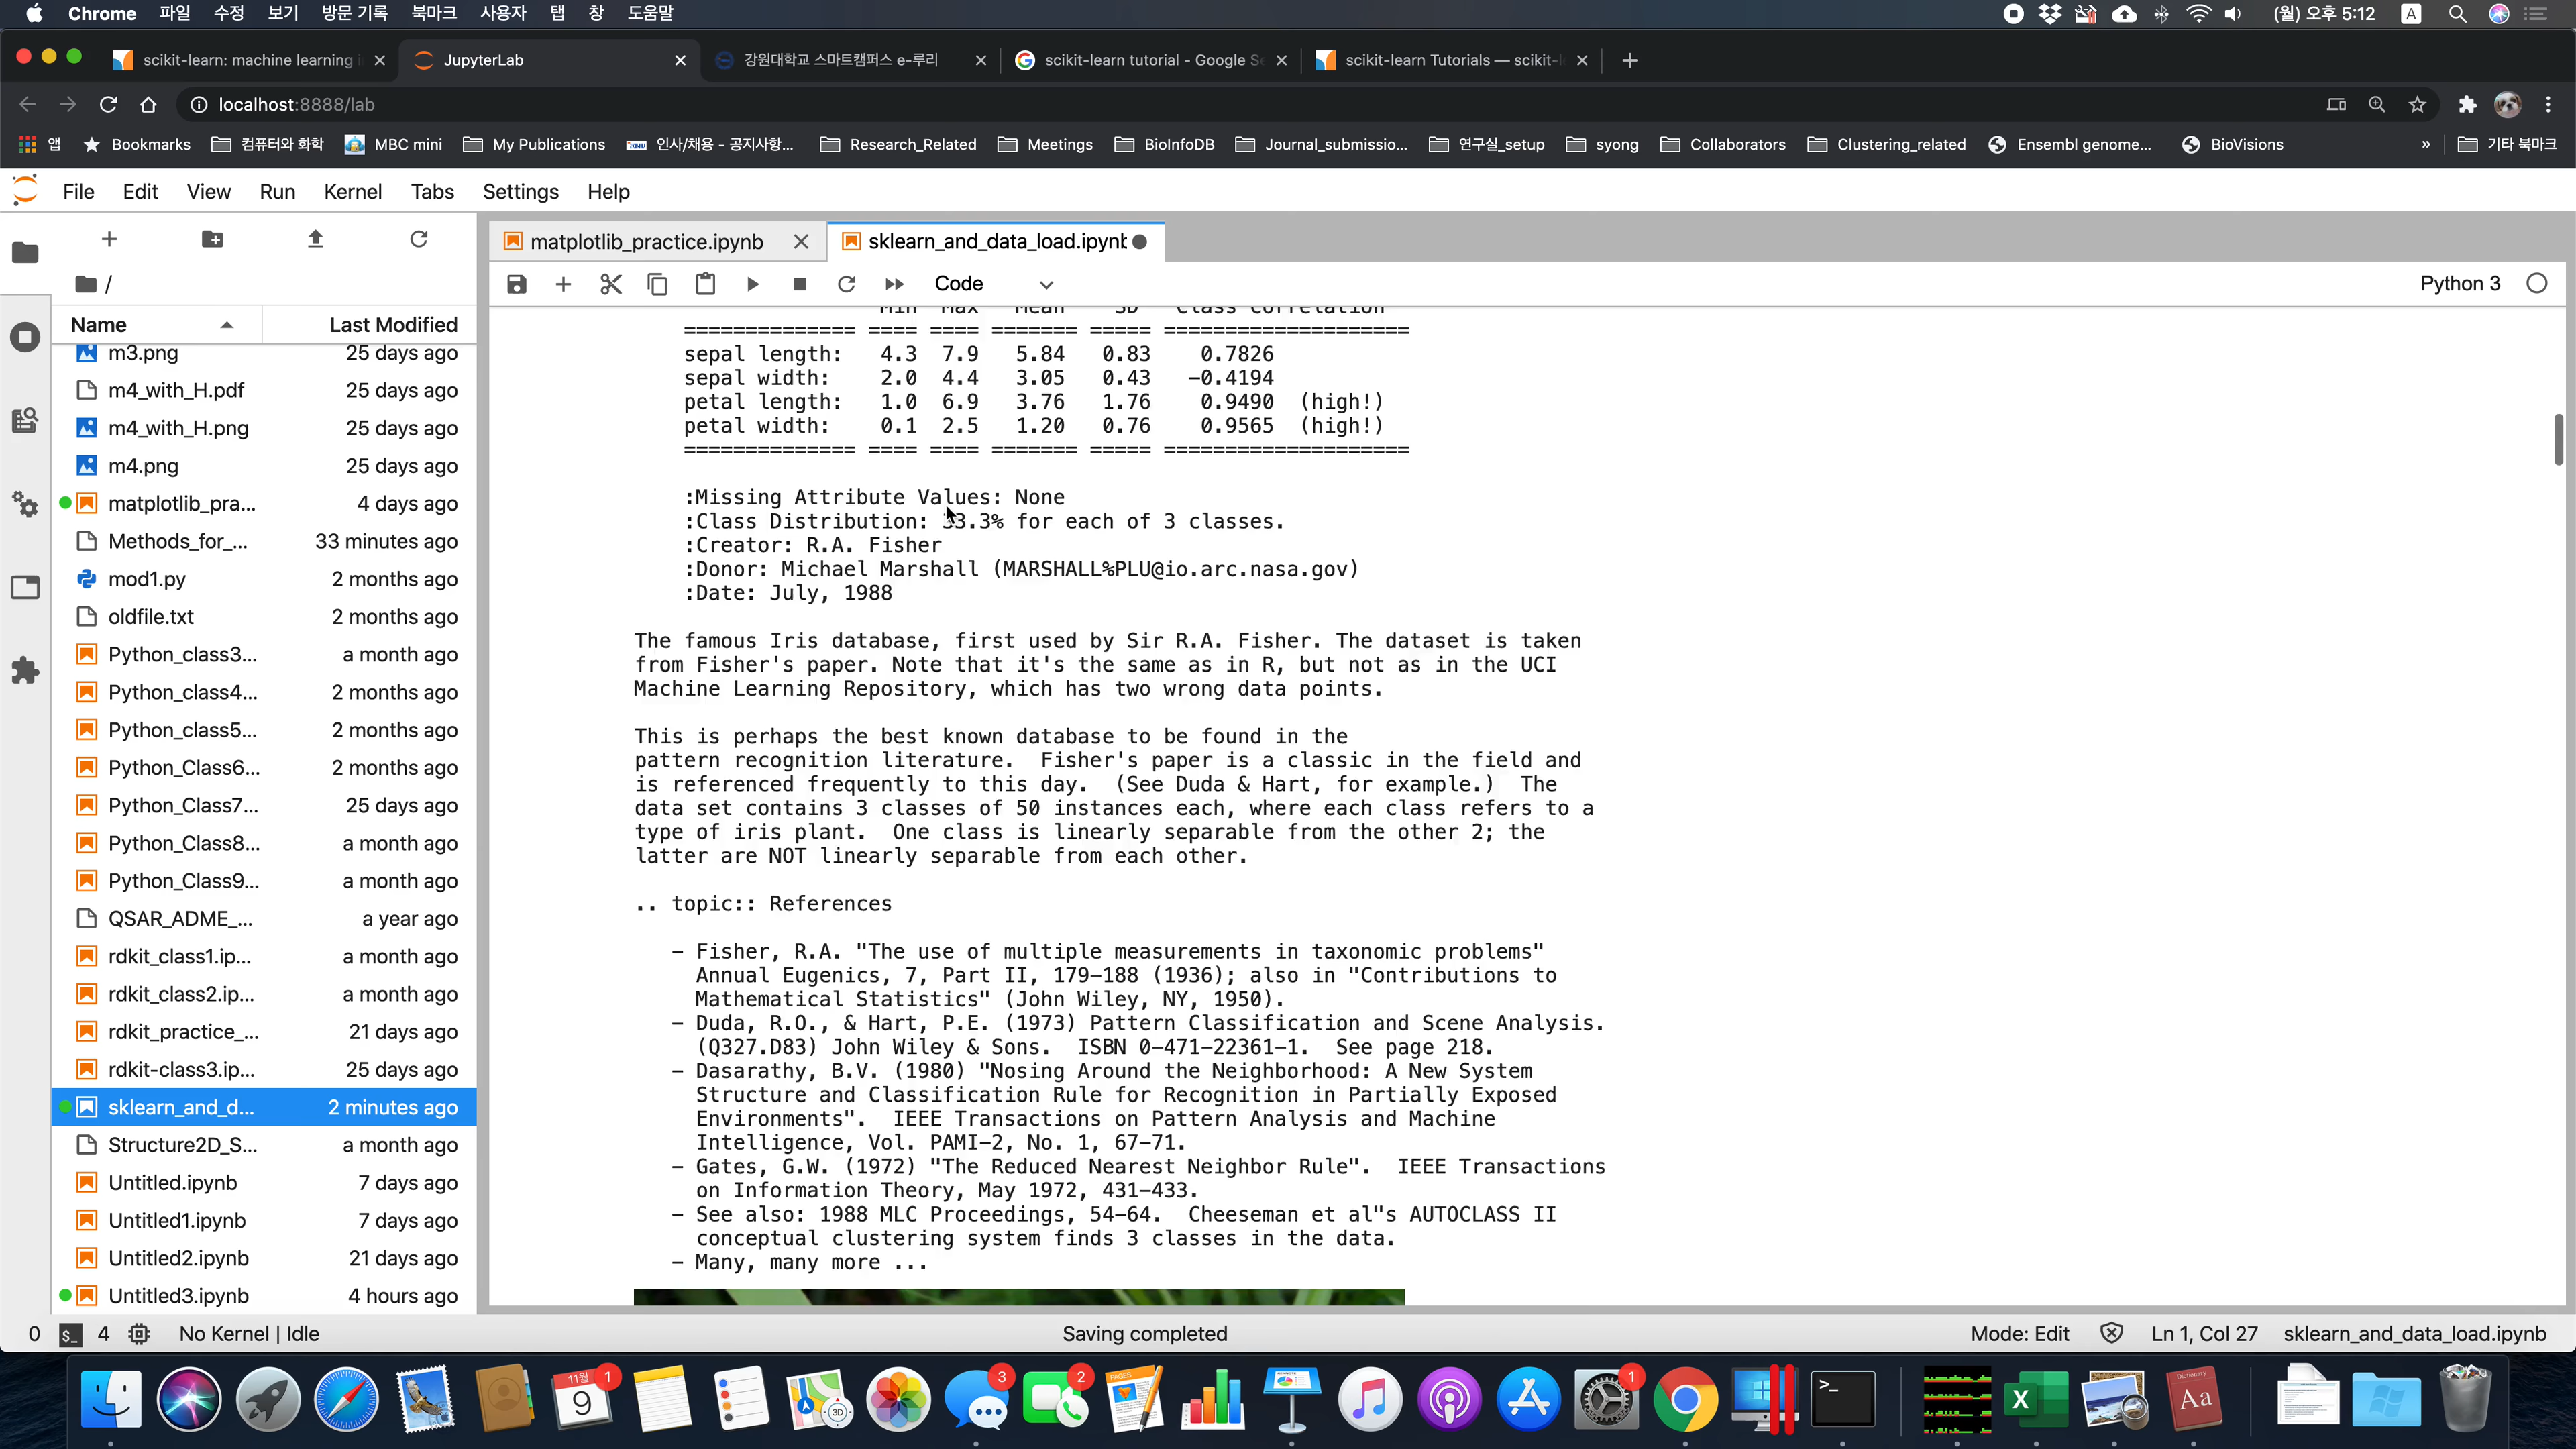 Chrome 파일 수정 보기 방문 기록 북마크 사용자 탭 창 도움말 (월) 오후 5:12 A
scikit-learn: machine learning i JupyterLab 강원대학교 스마트캠퍼스 e-루리 scikit-learn tutorial - Google Se scikit-learn Tutorials — scikit-l
localhost:8888/lab
앱 Bookmarks 컴퓨터와 화학 MBC mini My Publications KNU 인사/채용 - 공지사항... Research_Related Meetings BioInfoDB Journal_submissio... 연구실_setup syong Collaborators Clustering_related Ensembl genome... BioVisions » 기타 북마크
File Edit View Run Kernel Tabs Settings Help
matplotlib_practice.ipynb sklearn_and_data_load.ipynb
/
Code Python 3
Name Last Modified
m3.png 25 days ago
m4_with_H.pdf 25 days ago
m4_with_H.png 25 days ago
m4.png 25 days ago
matplotlib_pra... 4 days ago
Methods_for_... 33 minutes ago
mod1.py 2 months ago
oldfile.txt 2 months ago
Python_class3... a month ago
Python_class4... 2 months ago
Python_class5... 2 months ago
Python_Class6... 2 months ago
Python_Class7... 25 days ago
Python_Class8... a month ago
Python_Class9... a month ago
QSAR_ADME_... a year ago
rdkit_class1.ip... a month ago
rdkit_class2.ip... a month ago
rdkit_practice_... 21 days ago
rdkit-class3.ip... 25 days ago
sklearn_and_d... 2 minutes ago
Structure2D_S... a month ago
Untitled.ipynb 7 days ago
Untitled1.ipynb 7 days ago
Untitled2.ipynb 21 days ago
Untitled3.ipynb 4 hours ago
Min Max Mean SD Class Correlation
============== ==== ==== ======= ===== ====================
sepal length: 4.3 7.9 5.84 0.83 0.7826
sepal width: 2.0 4.4 3.05 0.43 -0.4194
petal length: 1.0 6.9 3.76 1.76 0.9490 (high!)
petal width: 0.1 2.5 1.20 0.76 0.9565 (high!)
============== ==== ==== ======= ===== ====================
:Missing Attribute Values: None
:Class Distribution: 33.3% for each of 3 classes.
:Creator: R.A. Fisher
:Donor: Michael Marshall (MARSHALL%PLU@io.arc.nasa.gov)
:Date: July, 1988
The famous Iris database, first used by Sir R.A. Fisher. The dataset is taken
from Fisher's paper. Note that it's the same as in R, but not as in the UCI
Machine Learning Repository, which has two wrong data points.
This is perhaps the best known database to be found in the
pattern recognition literature. Fisher's paper is a classic in the field and
is referenced frequently to this day. (See Duda & Hart, for example.) The
data set contains 3 classes of 50 instances each, where each class refers to a
type of iris plant. One class is linearly separable from the other 2; the
latter are NOT linearly separable from each other.
.. topic:: References
- Fisher, R.A. "The use of multiple measurements in taxonomic problems"
Annual Eugenics, 7, Part II, 179-188 (1936); also in "Contributions to
Mathematical Statistics" (John Wiley, NY, 1950).
- Duda, R.O., & Hart, P.E. (1973) Pattern Classification and Scene Analysis.
(Q327.D83) John Wiley & Sons. ISBN 0-471-22361-1. See page 218.
- Dasarathy, B.V. (1980) "Nosing Around the Neighborhood: A New System
Structure and Classification Rule for Recognition in Partially Exposed
Environments". IEEE Transactions on Pattern Analysis and Machine
Intelligence, Vol. PAMI-2, No. 1, 67-71.
- Gates, G.W. (1972) "The Reduced Nearest Neighbor Rule". IEEE Transactions
on Information Theory, May 1972, 431-433.
- See also: 1988 MLC Proceedings, 54-64. Cheeseman et al"s AUTOCLASS II
conceptual clustering system finds 3 classes in the data.
- Many, many more ...
0 $_ 4 No Kernel | Idle Saving completed Mode: Edit Ln 1, Col 27 sklearn_and_data_load.ipynb
11월 9 1 3D 3 2 PAGES 1 >_ X Dictionary Aa